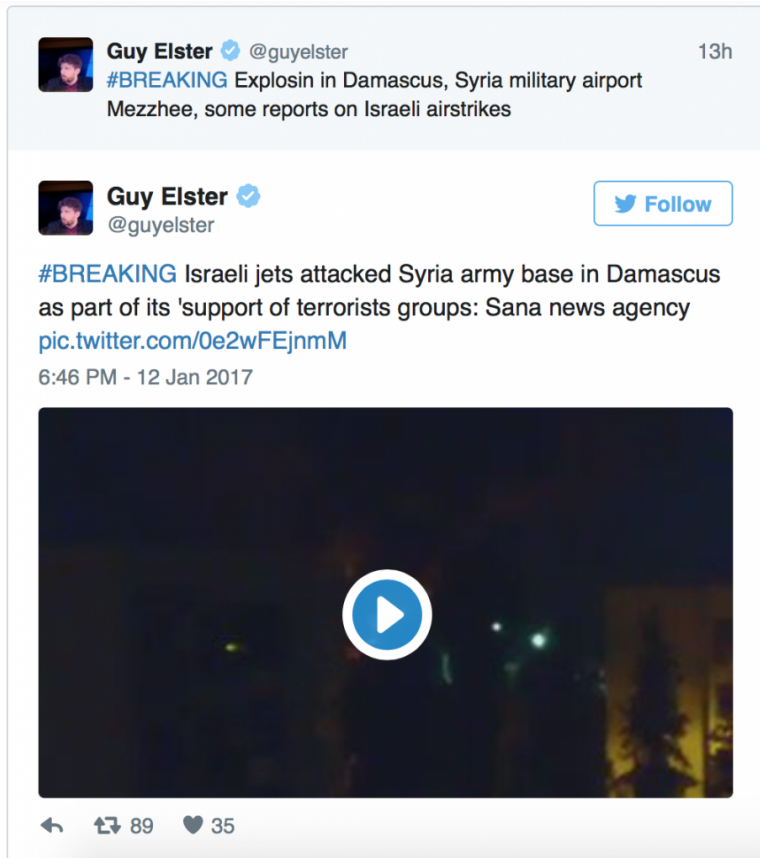 Guy Elster @guyelster 13h
#BREAKING Explosin in Damascus, Syria military airport
Mezzhee, some reports on Israeli airstrikes
Guy Elster
@guyelster
Follow
#BREAKING Israeli jets attacked Syria army base in Damascus
as part of its 'support of terrorists groups: Sana news agency
pic.twitter.com/0e2wFEjnmM
6:46 PM - 12 Jan 2017
89 35